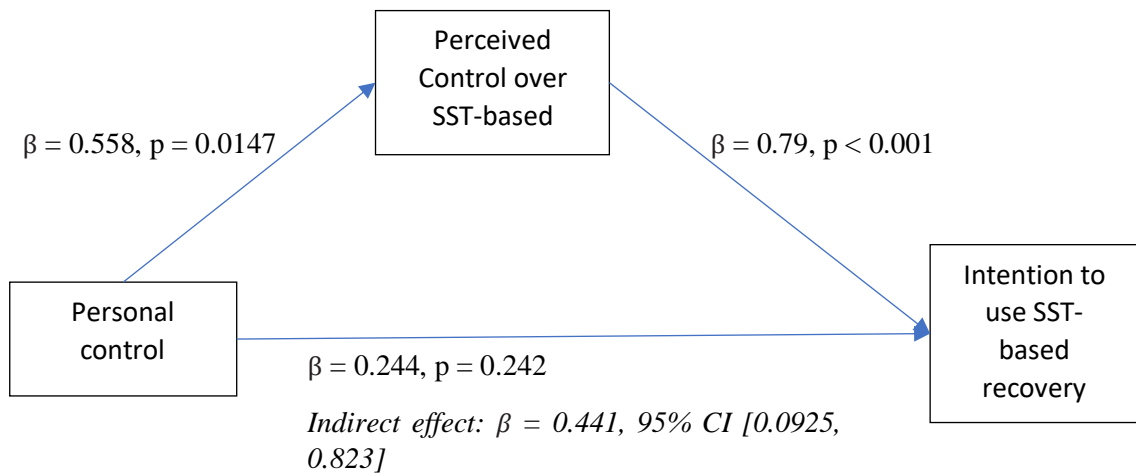 Perceived
Control over
SST-based
β = 0.558, p = 0.0147
β = 0.79, p < 0.001
Personal
control
Intention to
use SST-
based
recovery
β = 0.244, p = 0.242
Indirect effect: β = 0.441, 95% CI [0.0925,
0.823]